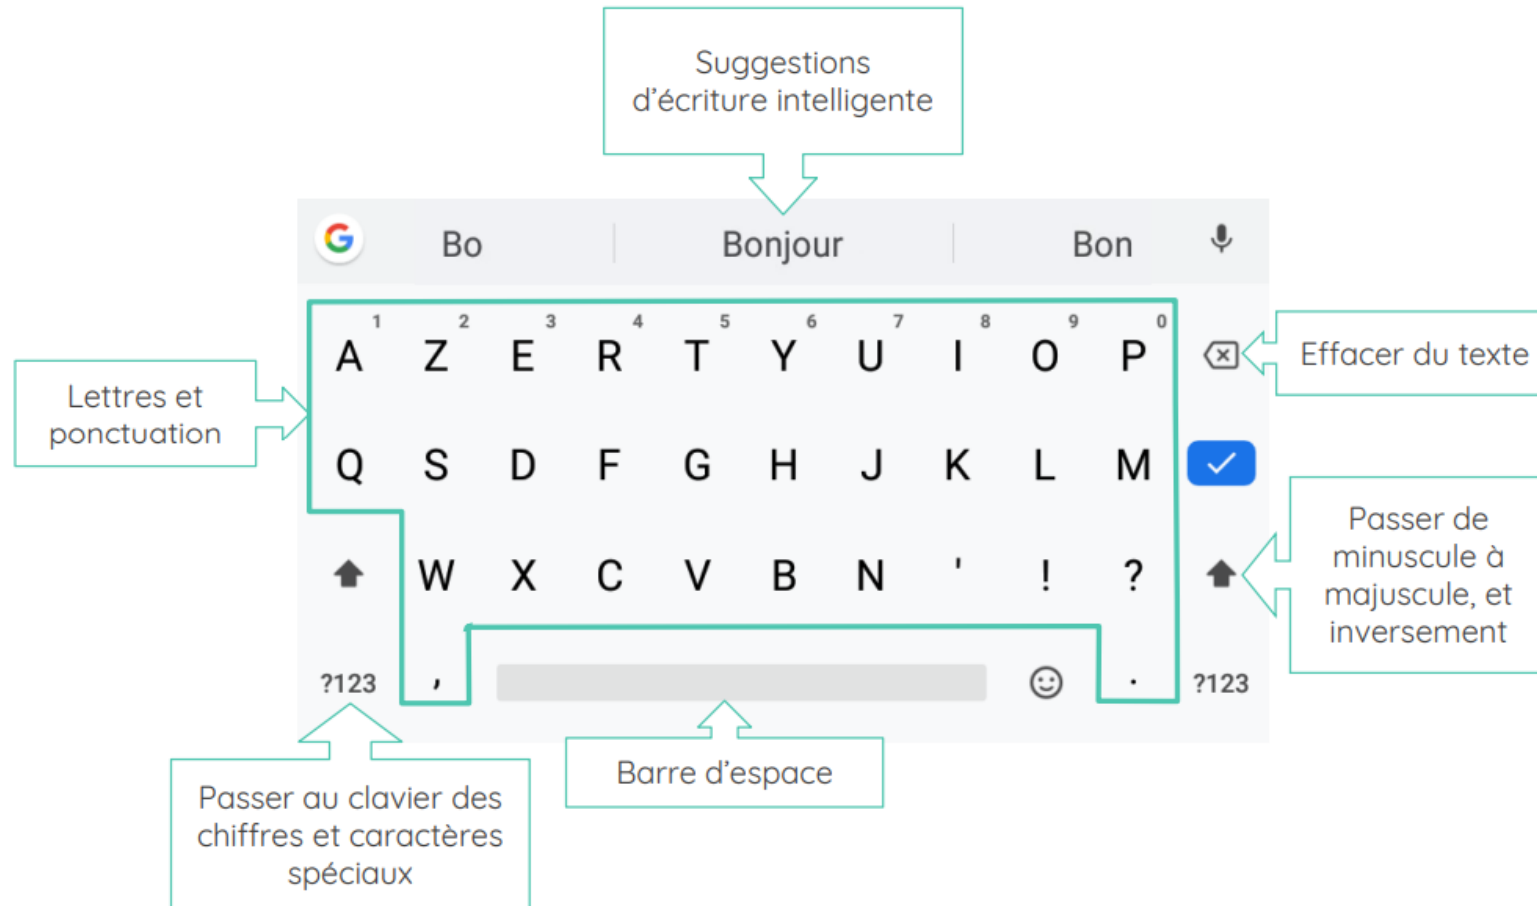 Suggestions
d'écriture intelligente
G Bo Bonjour Bon
1 2 3 4 5 6 7 8 9 0
A Z E R T Y U I O P
Effacer du texte
Lettres et
ponctuation
Q S D F G H J K L M
W X C V B N ' ! ?
Passer de
minuscule à
majuscule, et
inversement
?123 , . ?123
Barre d'espace
Passer au clavier des
chiffres et caractères
spéciaux